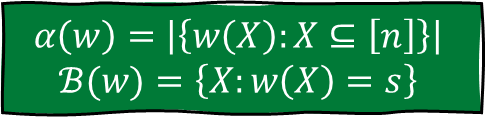 α(w) = |{w(X): X ⊆ [n]}|
ℬ(w) = {X: w(X) = s}